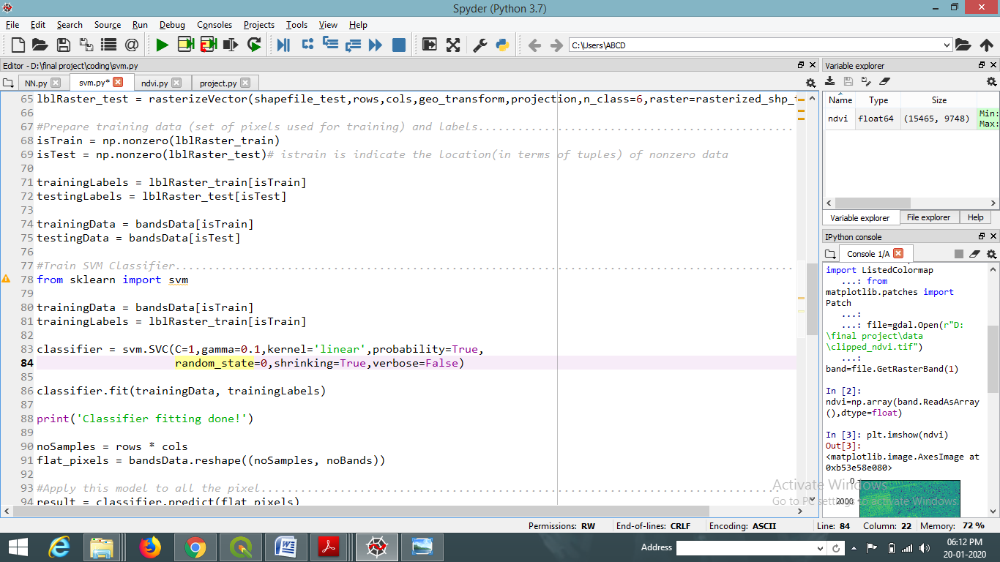 Spyder (Python 3.7)
File Edit Search Source Run Debug Consoles Projects Tools View Help
C:\Users\ABCD
Editor - D:\final project\coding\svm.py
NN.py svm.py* ndvi.py project.py
65 lblRaster_test = rasterizeVector(shapefile_test,rows,cols,geo_transform,projection,n_class=6,raster=rasterized_shp_
66
67 #Prepare training data (set of pixels used for training) and labels................................................
68 isTrain = np.nonzero(lblRaster_train)
69 isTest = np.nonzero(lblRaster_test)# istrain is indicate the location(in terms of tuples) of nonzero data
70
71 trainingLabels = lblRaster_train[isTrain]
72 testingLabels = lblRaster_test[isTest]
73
74 trainingData = bandsData[isTrain]
75 testingData = bandsData[isTest]
76
77 #Train SVM Classifier..............................................................................................
78 from sklearn import svm
79
80 trainingData = bandsData[isTrain]
81 trainingLabels = lblRaster_train[isTrain]
82
83 classifier = svm.SVC(C=1,gamma=0.1,kernel='linear',probability=True,
84 random_state=0,shrinking=True,verbose=False)
85
86 classifier.fit(trainingData, trainingLabels)
87
88 print('Classifier fitting done!')
89
90 noSamples = rows * cols
91 flat_pixels = bandsData.reshape((noSamples, noBands))
92
93 #Apply this model to all the pixel.................................................................................
94 result = classifier.predict(flat_pixels)
Variable explorer
Name Type Size
ndvi float64 (15465, 9748) Min:
Max:
Variable explorer File explorer Help
IPython console
Console 1/A
import ListedColormap
...: from
matplotlib.patches import
Patch
...:
...: file=gdal.Open(r"D:
\final project\data
\clipped_ndvi.tif")
...:
band=file.GetRasterBand(1)
In [2]:
ndvi=np.array(band.ReadAsArray
(),dtype=float)
In [3]: plt.imshow(ndvi)
Out[3]:
<matplotlib.image.AxesImage at
0xb53e58e080>
0
2000
Activate Windows
Go to PC settings to activate Windows.
Permissions: RW End-of-lines: CRLF Encoding: ASCII Line: 84 Column: 22 Memory: 72 %
Address
06:12 PM
20-01-2020